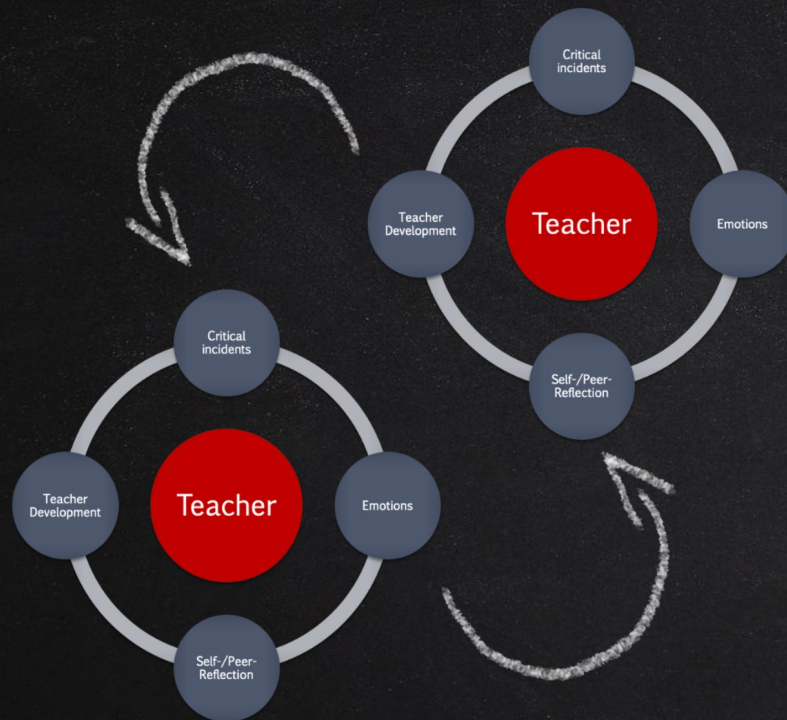 Critical
incidents
Teacher
Development
Teacher
Emotions
Self-/Peer-
Reflection
Critical
incidents
Teacher
Development
Teacher
Emotions
Self-/Peer-
Reflection